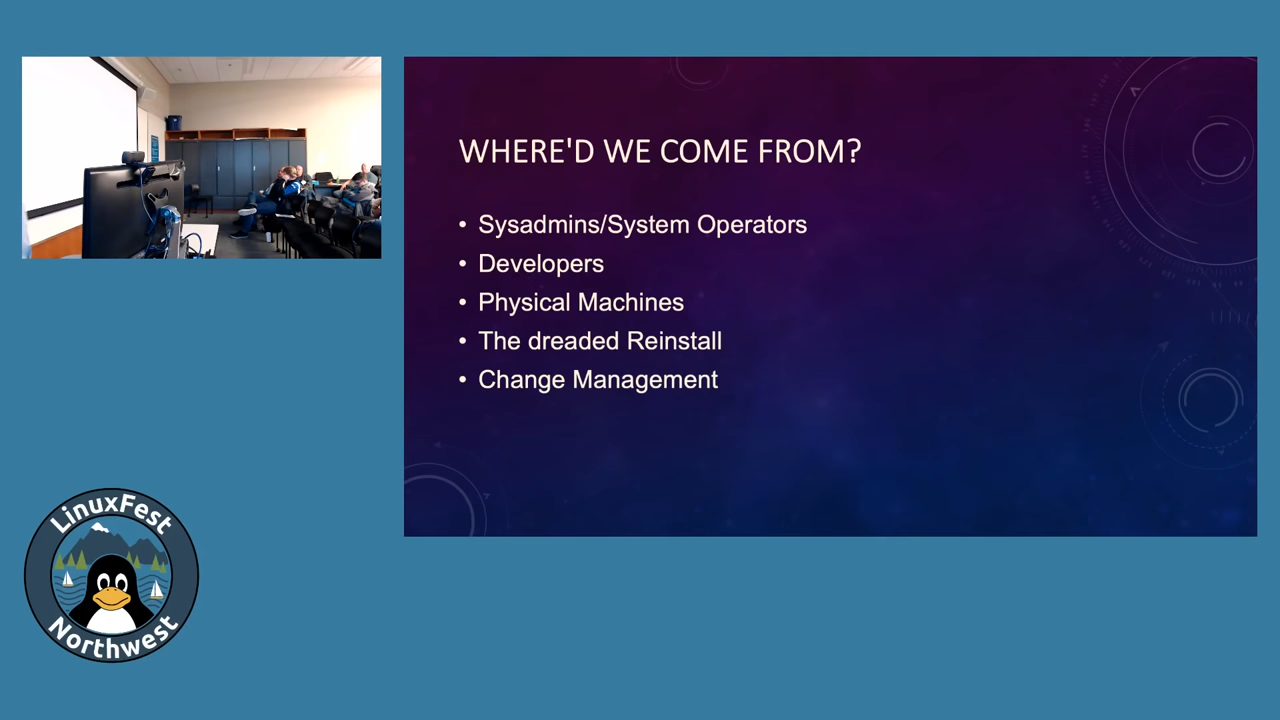 WHERE'D WE COME FROM?
• Sysadmins/System Operators
• Developers
• Physical Machines
• The dreaded Reinstall
• Change Management
LinuxFest
Northwest